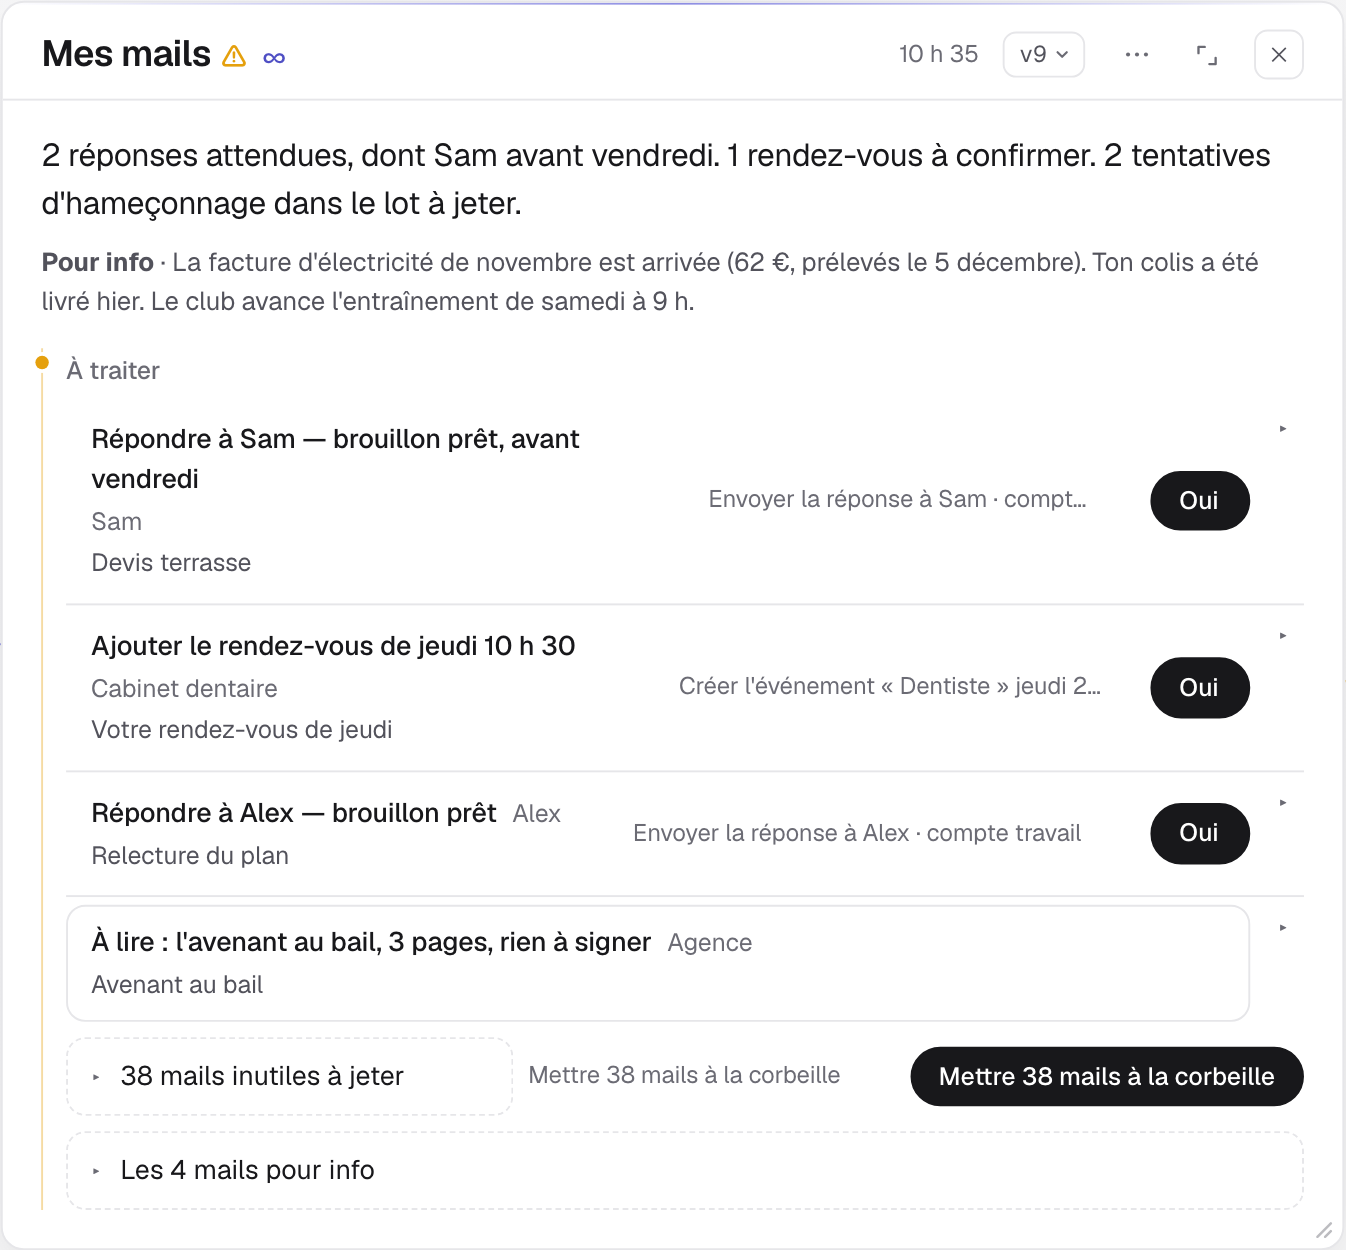 Mes mails
10 h 35
v9
2 réponses attendues, dont Sam avant vendredi. 1 rendez-vous à confirmer. 2 tentatives
d'hameçonnage dans le lot à jeter.
Pour info · La facture d'électricité de novembre est arrivée (62 €, prélevés le 5 décembre). Ton colis a été
livré hier. Le club avance l'entraînement de samedi à 9 h.
À traiter
Répondre à Sam — brouillon prêt, avant
vendredi
Sam
Devis terrasse
Envoyer la réponse à Sam · compt…
Oui
Ajouter le rendez-vous de jeudi 10 h 30
Cabinet dentaire
Votre rendez-vous de jeudi
Créer l'événement « Dentiste » jeudi 2…
Oui
Répondre à Alex — brouillon prêt Alex
Relecture du plan
Envoyer la réponse à Alex · compte travail
Oui
À lire : l'avenant au bail, 3 pages, rien à signer Agence
Avenant au bail
38 mails inutiles à jeter
Mettre 38 mails à la corbeille
Mettre 38 mails à la corbeille
Les 4 mails pour info